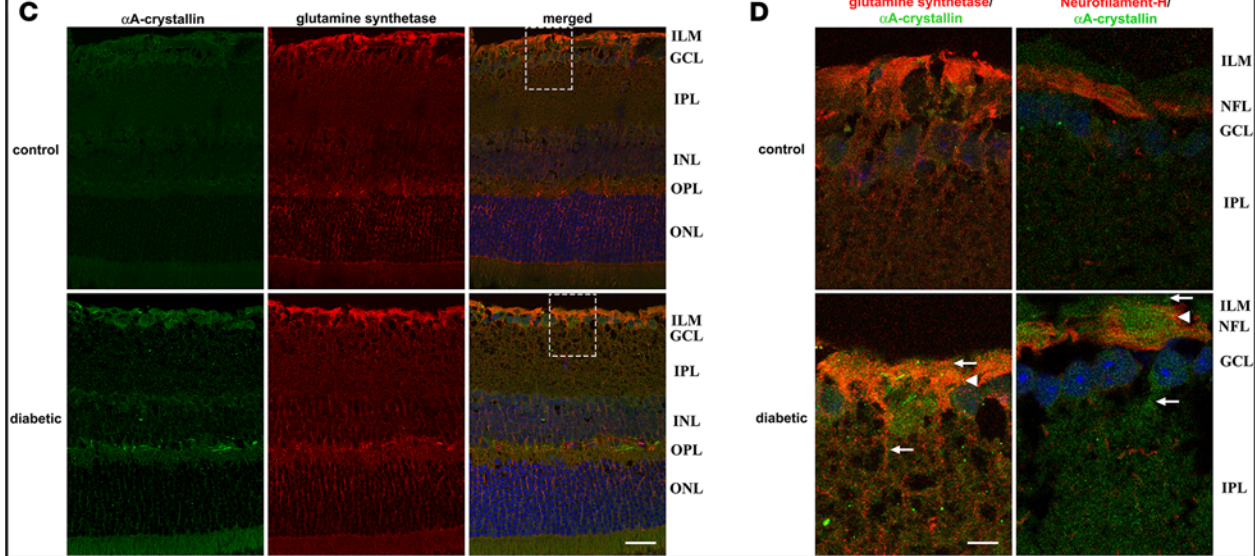 C
αA-crystallin glutamine synthetase merged
control
ILM
GCL
IPL
INL
OPL
ONL
diabetic
ILM
GCL
IPL
INL
OPL
ONL
D
glutamine synthetase/ Neurofilament-H/
αA-crystallin αA-crystallin
control
ILM
NFL
GCL
IPL
diabetic
ILM
NFL
GCL
IPL